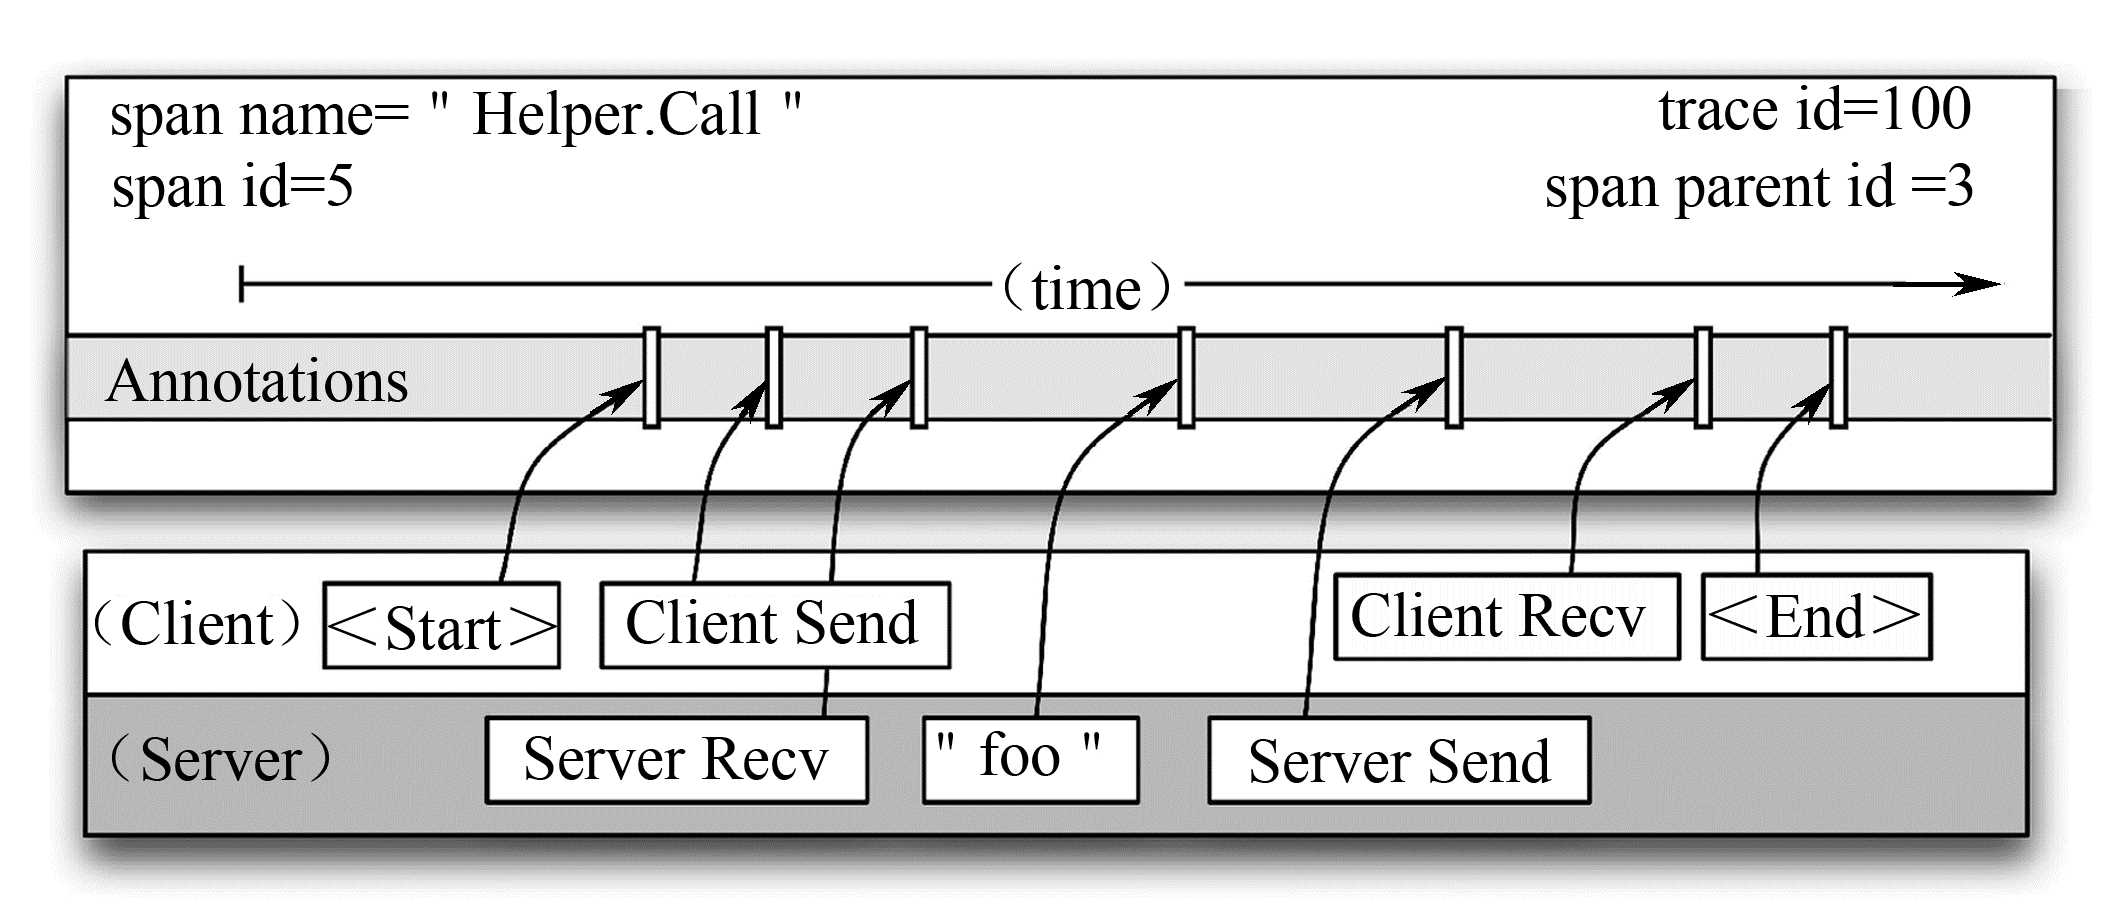 span name= " Helper.Call "
trace id=100
span id=5
span parent id =3
（time）
Annotations
（Client）
＜Start＞
Client Send
Client Recv
＜End＞
（Server）
Server Recv
" foo "
Server Send